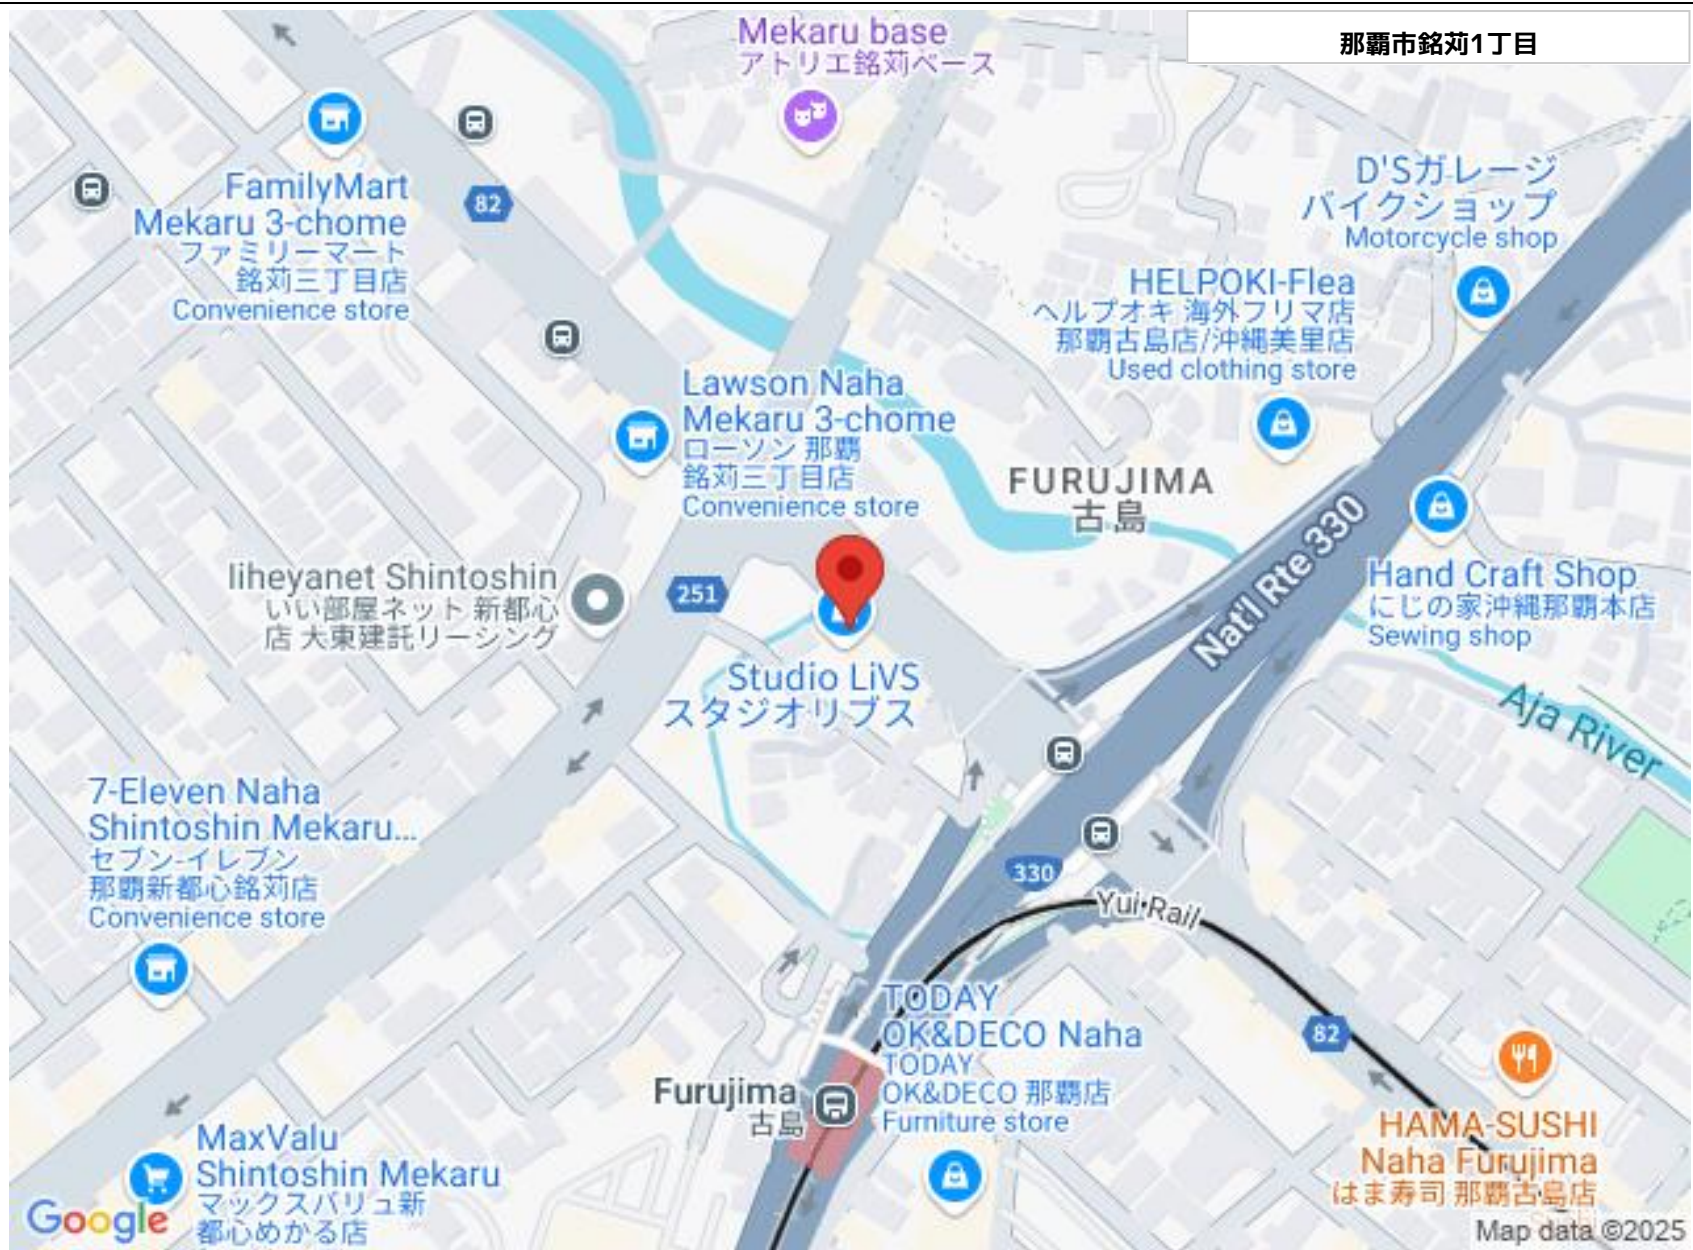 那覇市銘苅1丁目
Mekaru base
アトリエ銘苅ベース
FamilyMart
Mekaru 3-chome
ファミリーマート
銘苅三丁目店
Convenience store
82
D'Sガレージ
バイクショップ
Motorcycle shop
HELPOKI-Flea
ヘルプオキ 海外フリマ店
那覇古島店/沖縄美里店
Used clothing store
Lawson Naha
Mekaru 3-chome
ローソン 那覇
銘苅三丁目店
Convenience store
FURUJIMA
古島
Nat'l Rte 330
Iiheyanet Shintoshin
いい部屋ネット 新都心
店 大東建託リーシング
251
Hand Craft Shop
にじの家沖縄那覇本店
Sewing shop
Studio LiVS
スタジオリブス
Aja River
7-Eleven Naha
Shintoshin Mekaru...
セブン-イレブン
那覇新都心銘苅店
Convenience store
330
Yui Rail
TODAY
OK&DECO Naha
TODAY
OK&DECO 那覇店
Furniture store
82
Furujima
古島
HAMA-SUSHI
Naha Furujima
はま寿司 那覇古島店
MaxValu
Shintoshin Mekaru
マックスバリュ新
都心めかる店
Google
Map data ©2025